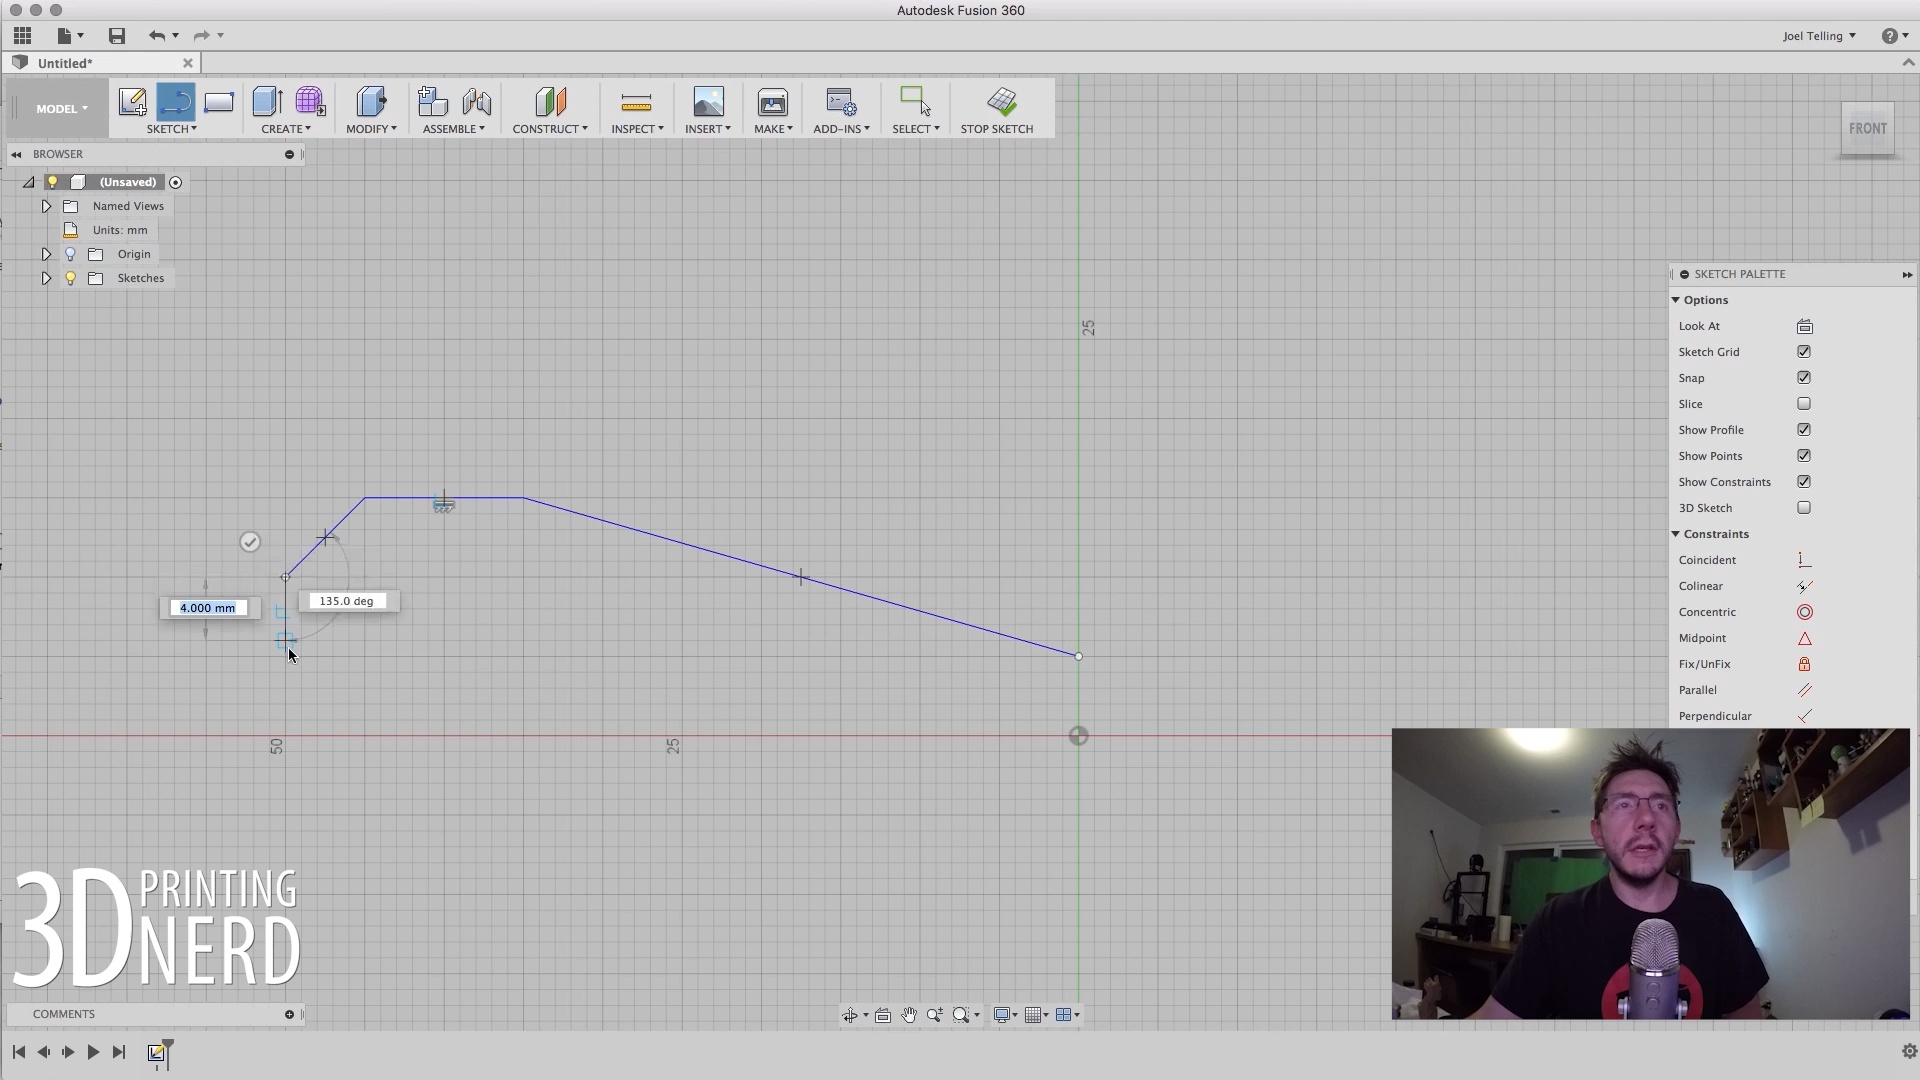 Autodesk Fusion 360
Joel Telling
Untitled*
MODEL
SKETCH
CREATE
MODIFY
ASSEMBLE
CONSTRUCT
INSPECT
INSERT
MAKE
ADD-INS
SELECT
STOP SKETCH
FRONT
BROWSER
(Unsaved)
Named Views
Units: mm
Origin
Sketches
SKETCH PALETTE
Options
Look At
Sketch Grid
Snap
Slice
Show Profile
Show Points
Show Constraints
3D Sketch
Constraints
Coincident
Colinear
Concentric
Midpoint
Fix/UnFix
Parallel
Perpendicular
25
4.000 mm
135.0 deg
50
25
3D PRINTING
NERD
COMMENTS